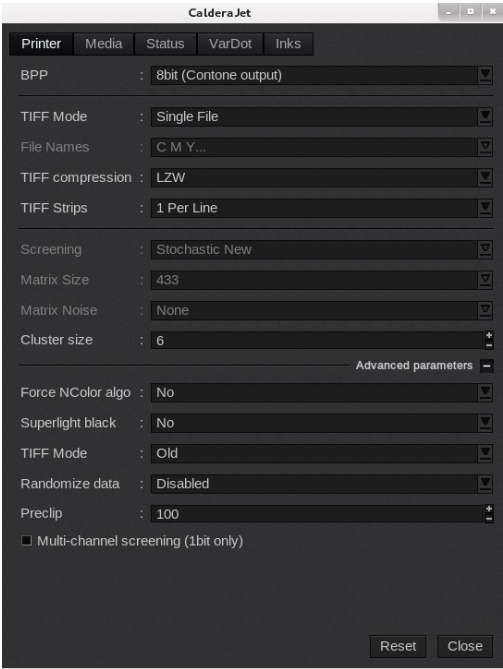 CalderaJet
Printer Media Status VarDot Inks
BPP : 8bit (Contone output)
TIFF Mode : Single File
File Names : C M Y...
TIFF compression : LZW
TIFF Strips : 1 Per Line
Screening : Stochastic New
Matrix Size : 433
Matrix Noise : None
Cluster size : 6
Advanced parameters
Force NColor algo : No
Superlight black : No
TIFF Mode : Old
Randomize data : Disabled
Preclip : 100
Multi-channel screening (1bit only)
Reset Close